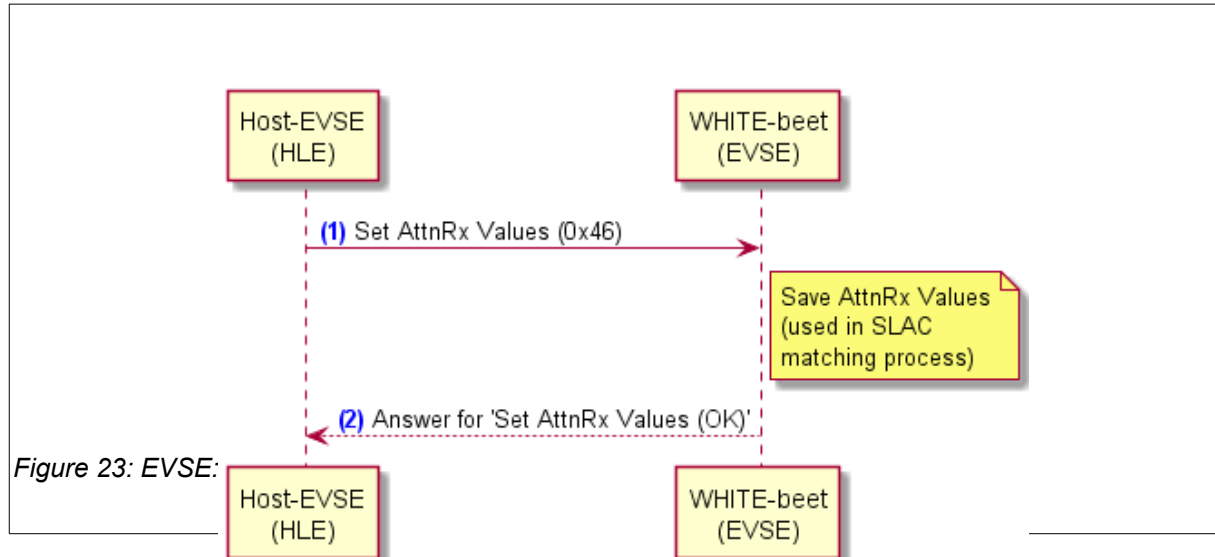 Host-EVSE
(HLE)
WHITE-beet
(EVSE)
(1) Set AttnRx Values (0x46)
Save AttnRx Values
(used in SLAC
matching process)
(2) Answer for 'Set AttnRx Values (OK)'
Figure 23: EVSE:
Host-EVSE
(HLE)
WHITE-beet
(EVSE)